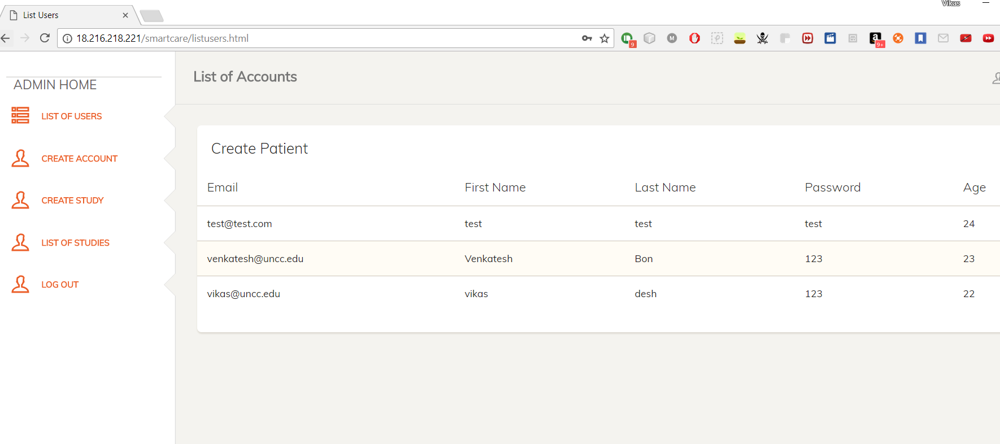 Vikas
List Users
18.216.218.221/smartcare/listusers.html
9
M
a
9+
List of Accounts
ADMIN HOME
LIST OF USERS
CREATE ACCOUNT
CREATE STUDY
LIST OF STUDIES
LOG OUT
Create Patient
Email First Name Last Name Password Age
test@test.com test test test 24
venkatesh@uncc.edu Venkatesh Bon 123 23
vikas@uncc.edu vikas desh 123 22